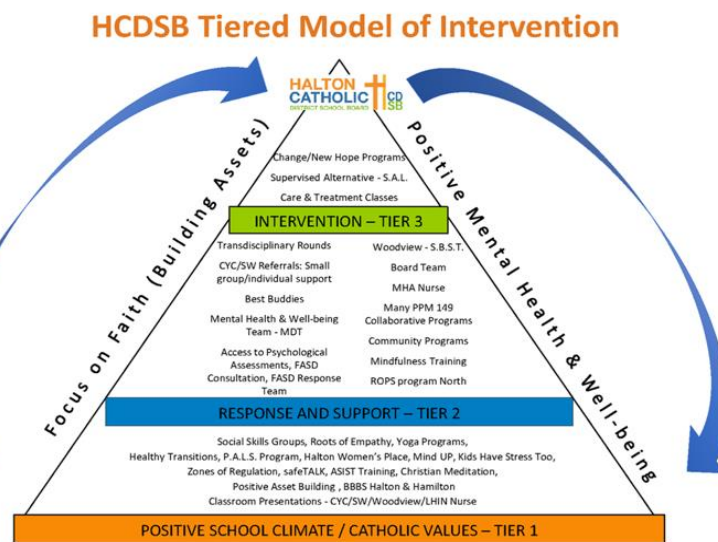 HCDSB Tiered Model of Intervention
HALTON
CATHOLIC
DISTRICT SCHOOL BOARD
CD
SB
Focus on Faith (Building Assets)
Positive Mental Health & Well-being
Change/New Hope Programs
Supervised Alternative - S.A.L.
Care & Treatment Classes
INTERVENTION – TIER 3
Transdisciplinary Rounds
CYC/SW Referrals: Small
group/individual support
Best Buddies
Mental Health & Well-being
Team - MDT
Access to Psychological
Assessments, FASD
Consultation, FASD Response
Team
Woodview - S.B.S.T.
Board Team
MHA Nurse
Many PPM 149
Collaborative Programs
Community Programs
Mindfulness Training
ROPS program North
RESPONSE AND SUPPORT – TIER 2
Social Skills Groups, Roots of Empathy, Yoga Programs,
Healthy Transitions, P.A.L.S. Program, Halton Women's Place, Mind UP, Kids Have Stress Too,
Zones of Regulation, safeTALK, ASIST Training, Christian Meditation,
Positive Asset Building , BBBS Halton & Hamilton
Classroom Presentations - CYC/SW/Woodview/LHIN Nurse
POSITIVE SCHOOL CLIMATE / CATHOLIC VALUES – TIER 1